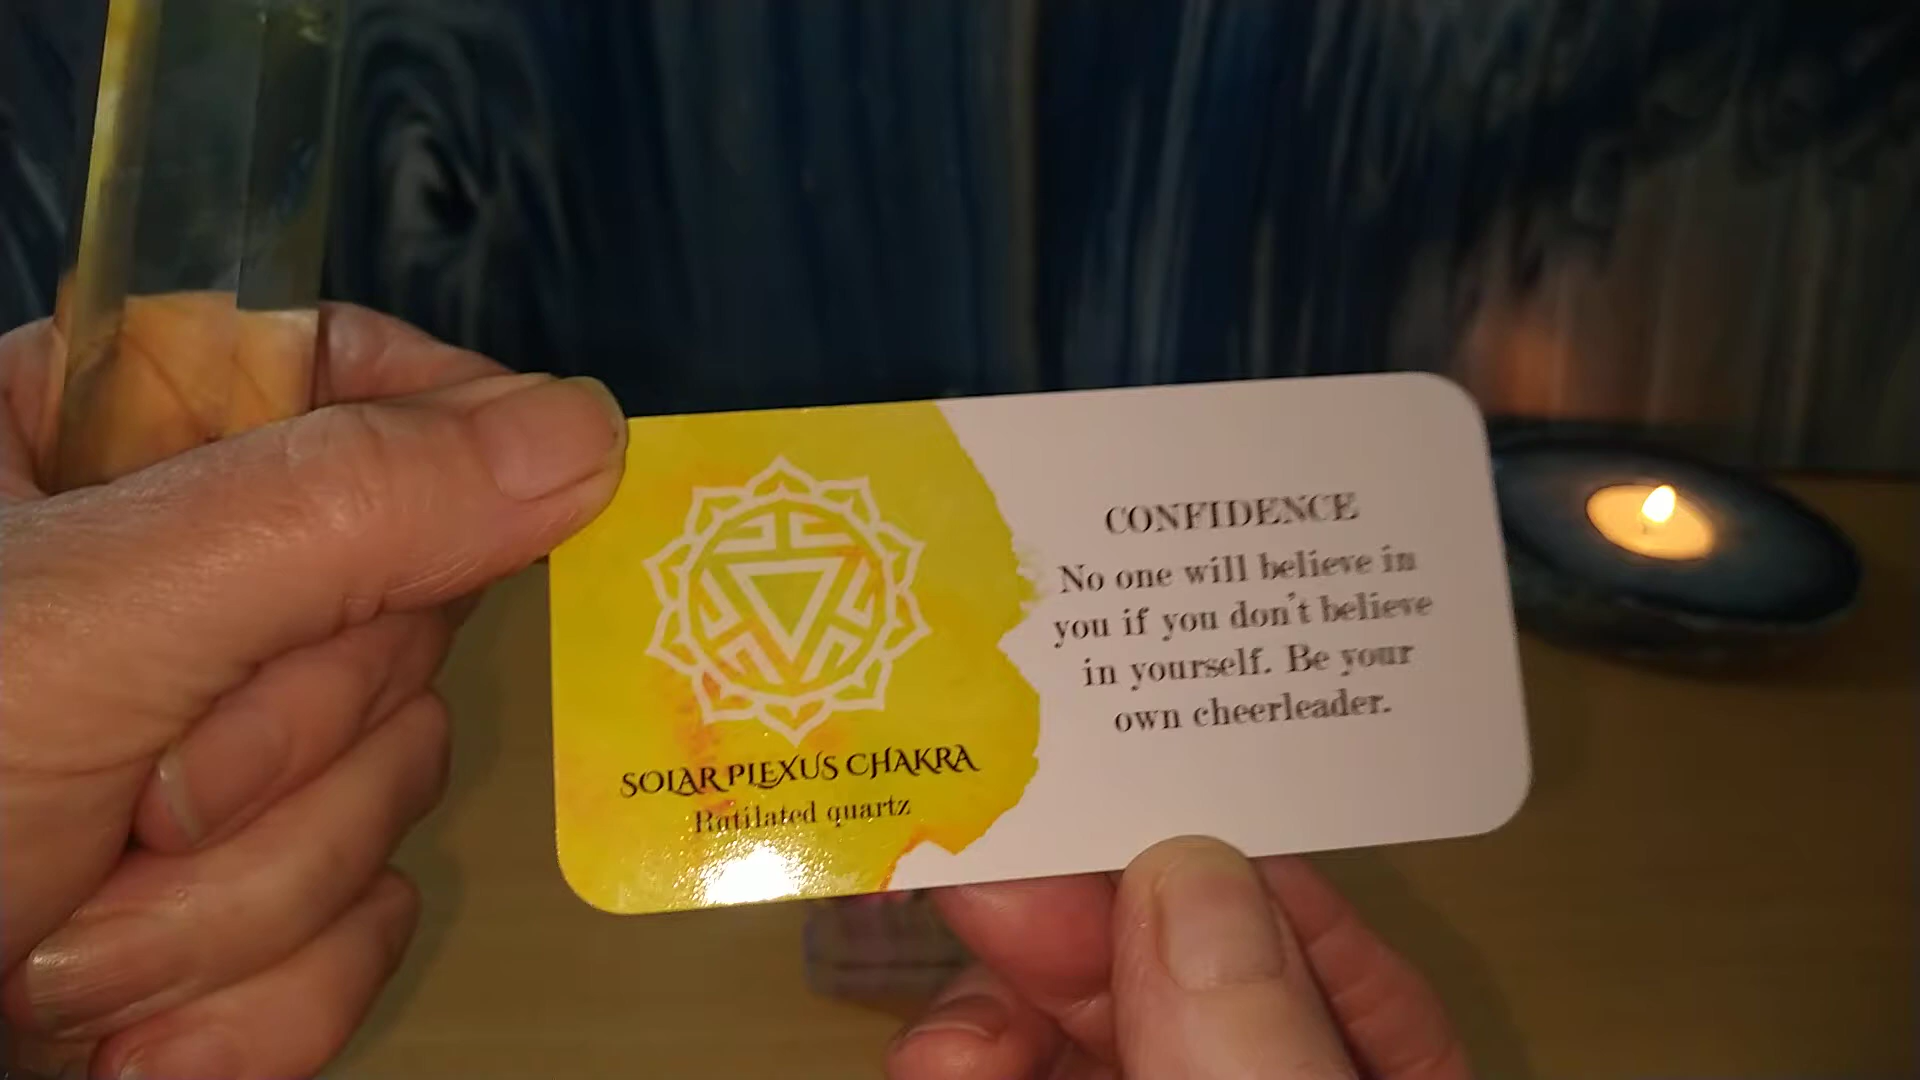 SOLAR PLEXUS CHAKRA
Rutilated quartz
CONFIDENCE
No one will believe in
you if you don't believe
in yourself. Be your
own cheerleader.